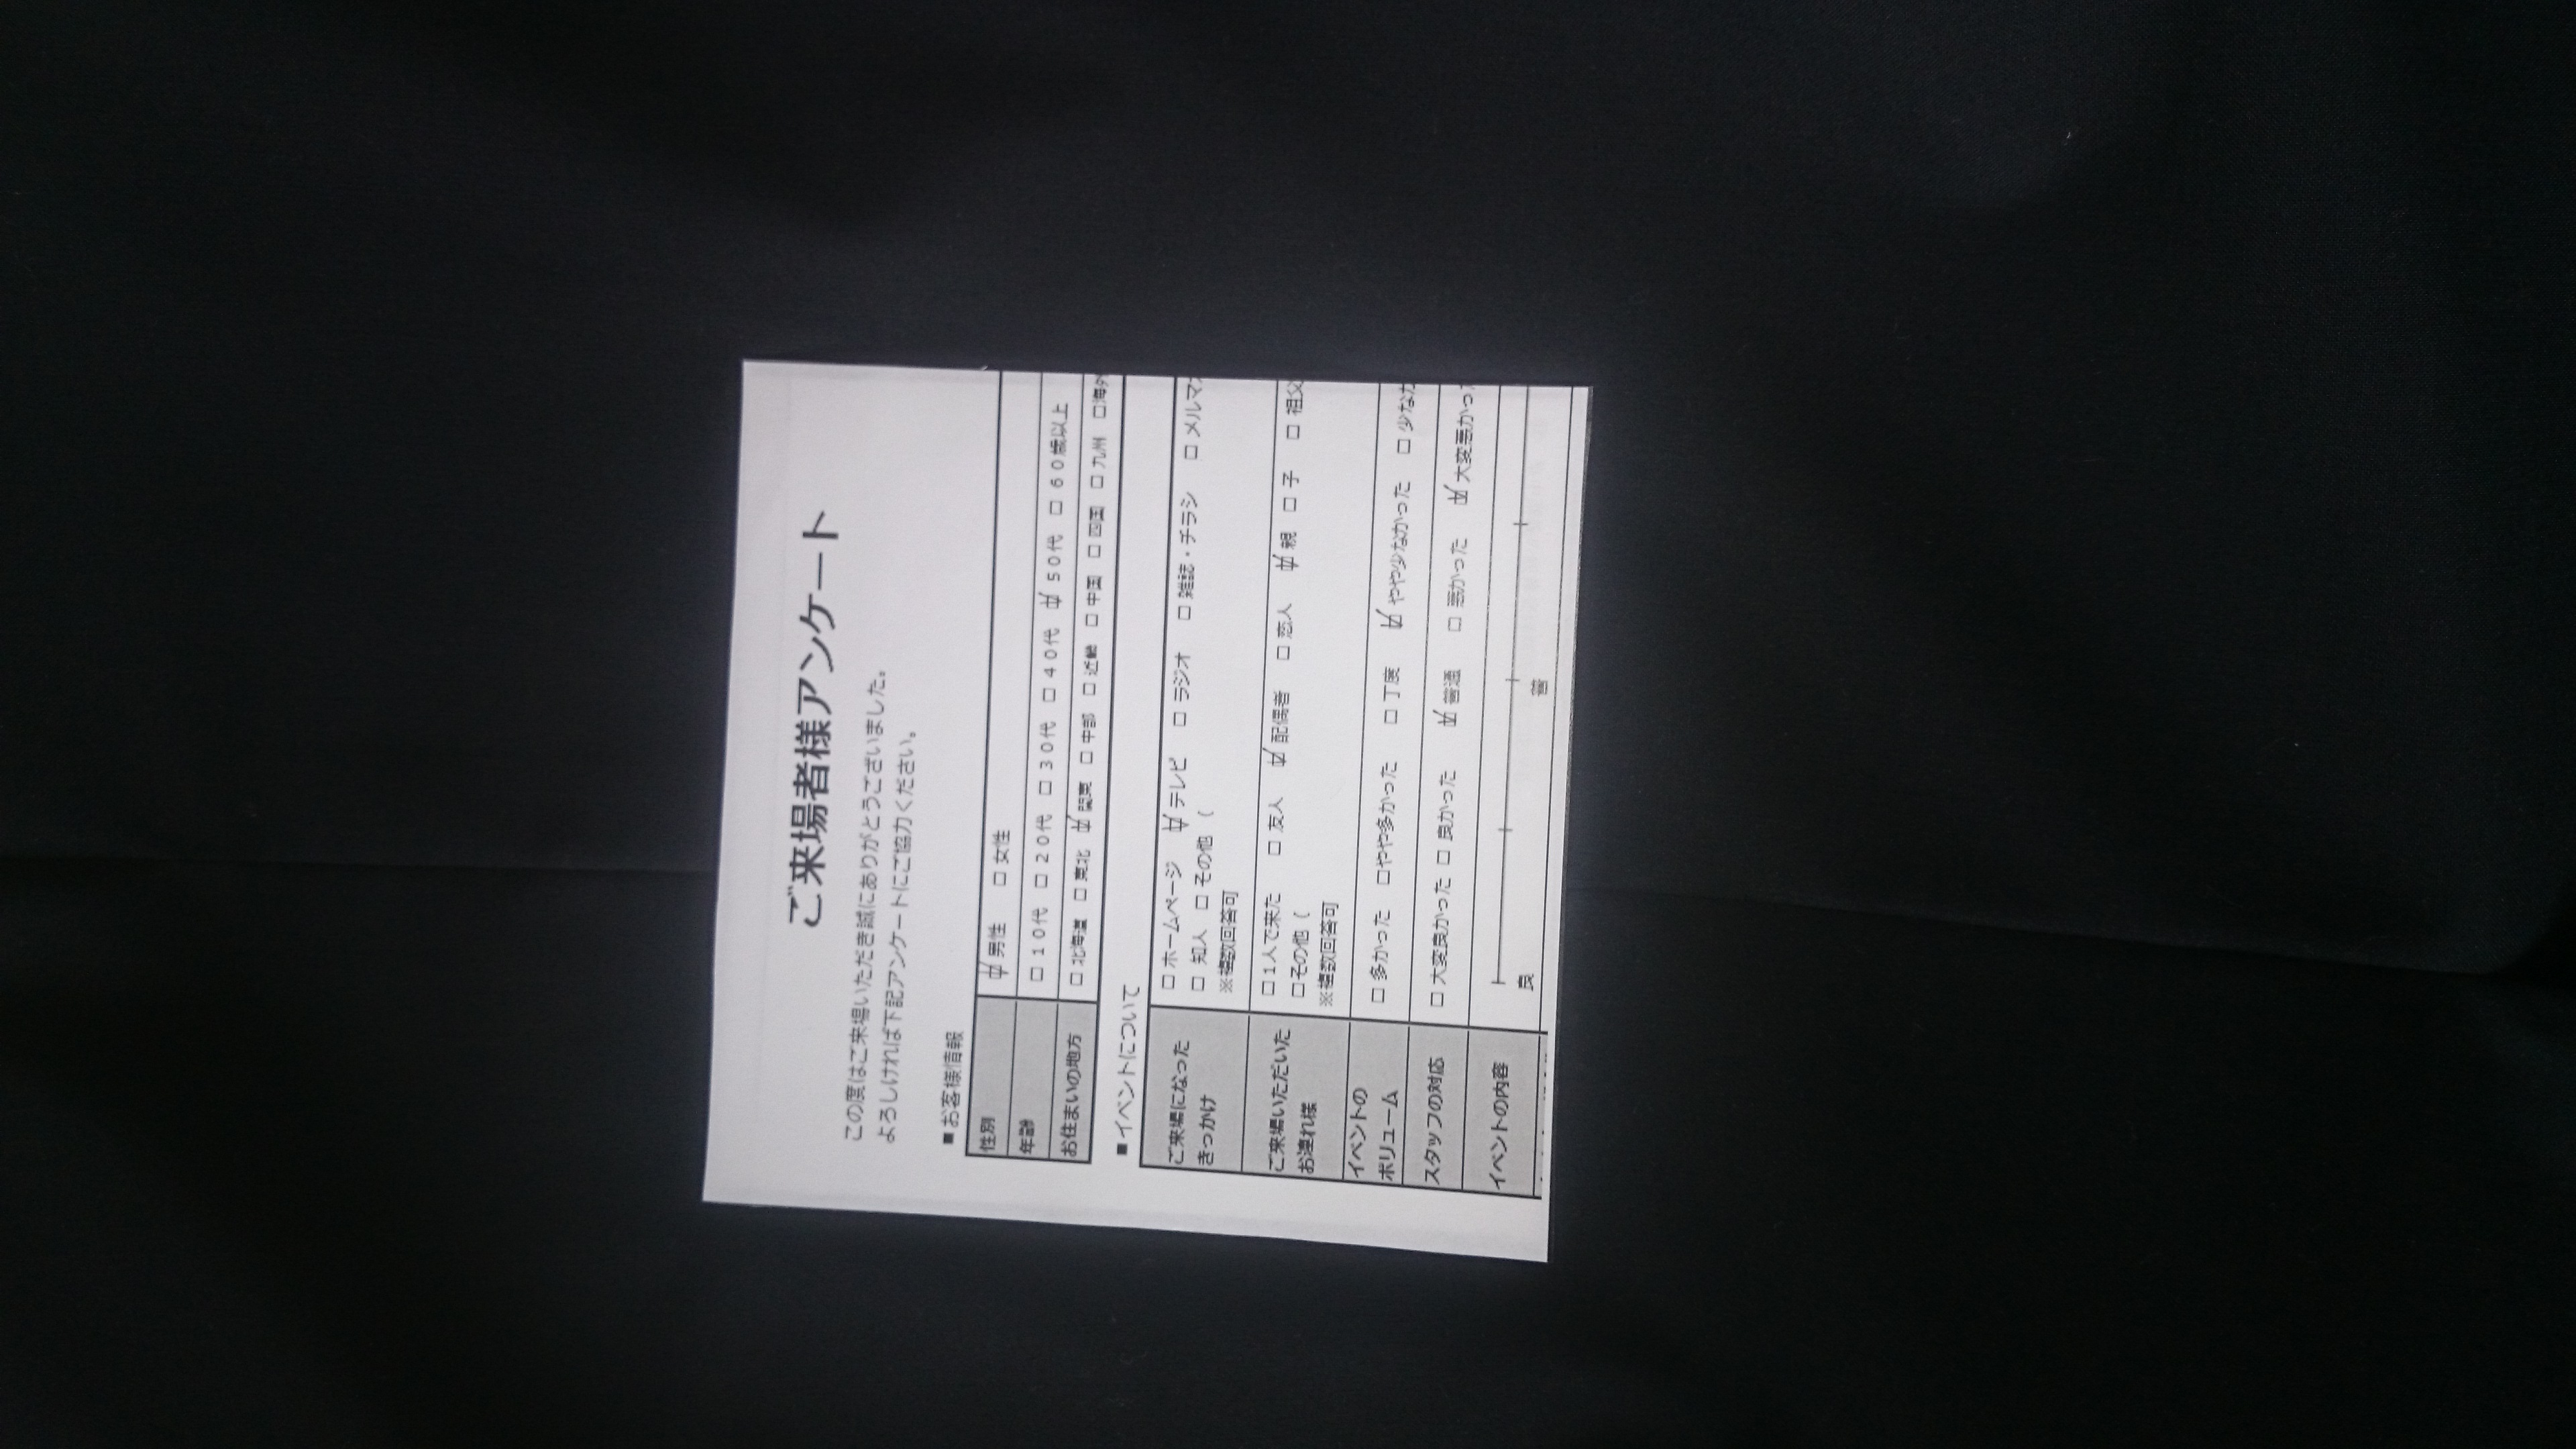 ご来場者様アンケート
この度はご来場いただき誠にありがとうございました。
よろしければ下記アンケートにご協力ください。
■お客様情報
性別 ☑男性 □女性
年齢 □10代 □20代 □30代 □40代 ☑50代 □60歳以上
お住まいの地方 □北海道 □東北 ☑関東 □中部 □近畿 □中国 □四国 □九州 □海外
■イベントについて
ご来場になった
きっかけ
□ホームページ ☑テレビ □ラジオ □雑誌・チラシ □メルマ
□知人 □その他（
※複数回答可
ご来場いただいた
お連れ様
□1人で来た □友人 ☑配偶者 □恋人 ☑親 □子 □祖父
□その他（
※複数回答可
イベントの
ボリューム
□多かった □やや多かった □丁度 ☑やや少なかった □少なか
スタッフの対応 □大変良かった □良かった ☑普通 □悪かった ☑大変悪かっ
イベントの内容
良 普